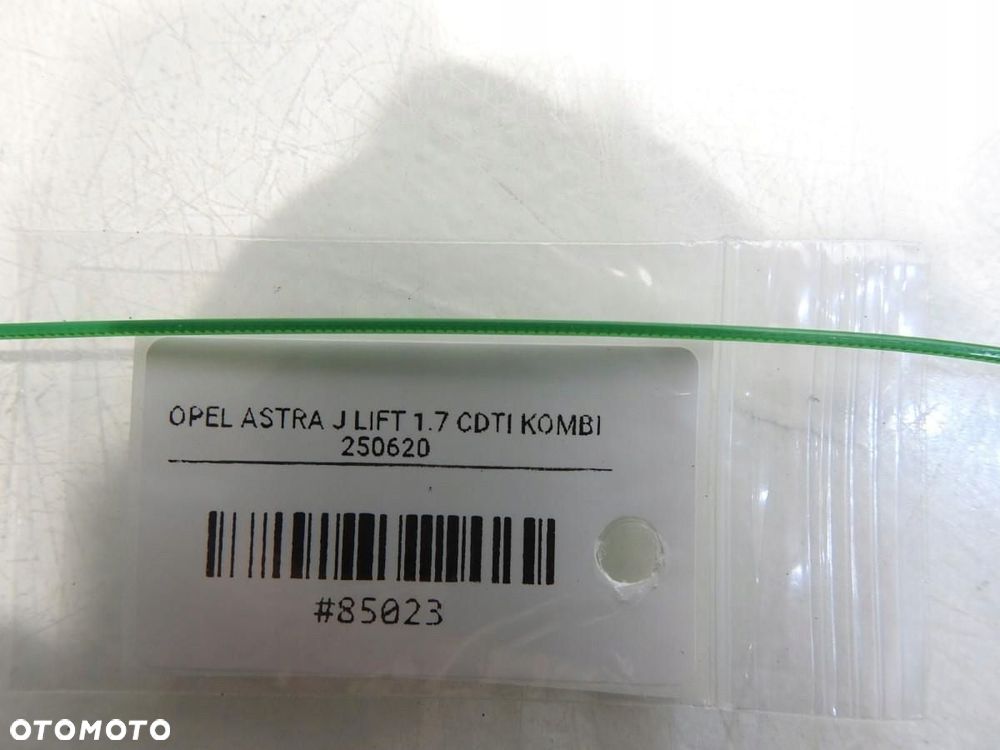 OPEL ASTRA J LIFT 1.7 CDTI KOMBI
250620
#85023
OTOMOTO